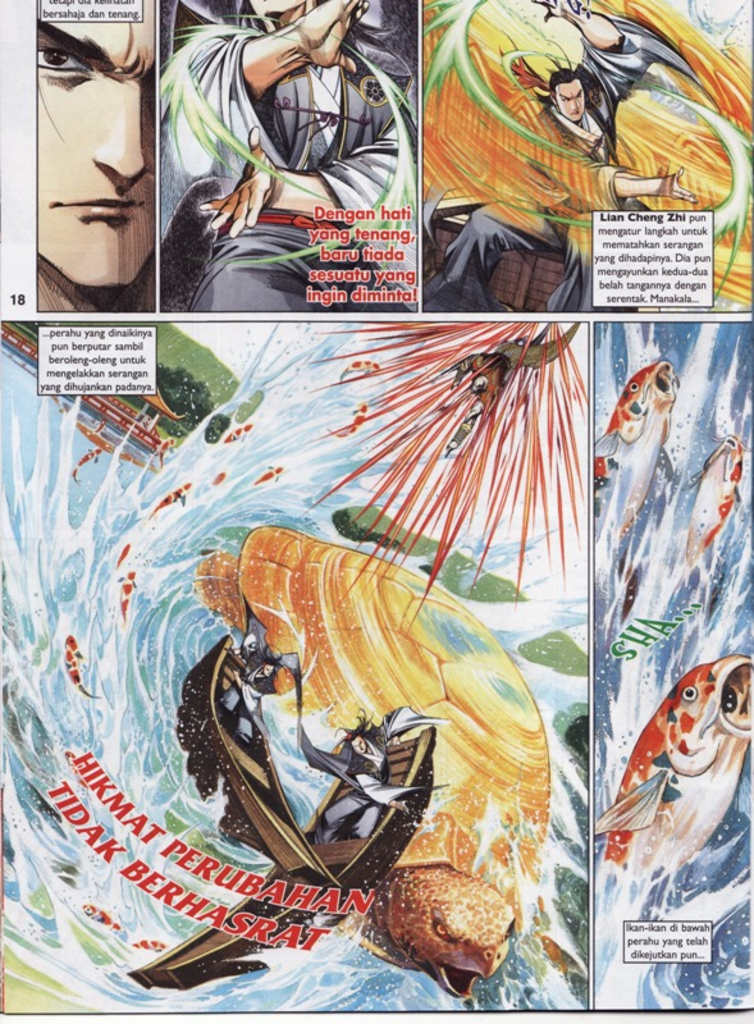 tetapi dia kelihatan
bersahaja dan tenang.
Dengan hati
yang tenang,
baru tiada
sesuatu yang
ingin diminta!
Lian Cheng Zhi pun
mengatur langkah untuk
mematahkan serangan
yang dihadapinya. Dia pun
mengayunkan kedua-dua
belah tangannya dengan
serentak. Manakala...
18
...perahu yang dinaikinya
pun berputar sambil
beroleng-oleng untuk
mengelakkan serangan
yang dihujankan padanya.
SHA...
HIKMAT PERUBAHAN
TIDAK BERHASRAT
Ikan-ikan di bawah
perahu yang telah
dikejutkan pun...